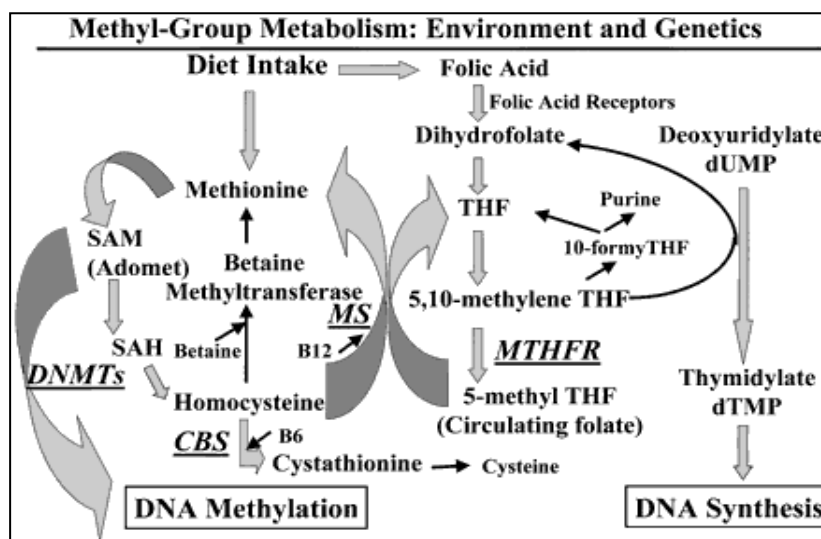 Methyl-Group Metabolism: Environment and Genetics
Diet Intake
Folic Acid
Folic Acid Receptors
Dihydrofolate
Deoxyuridylate
dUMP
Methionine
THF
Purine
10-formyTHF
SAM
(Adomet)
Betaine
Methyltransferase
5,10-methylene THF
MS
SAH
Betaine
B12
MTHFR
DNMTs
Homocysteine
5-methyl THF
(Circulating folate)
Thymidylate
dTMP
CBS
B6
Cystathionine
Cysteine
DNA Methylation
DNA Synthesis